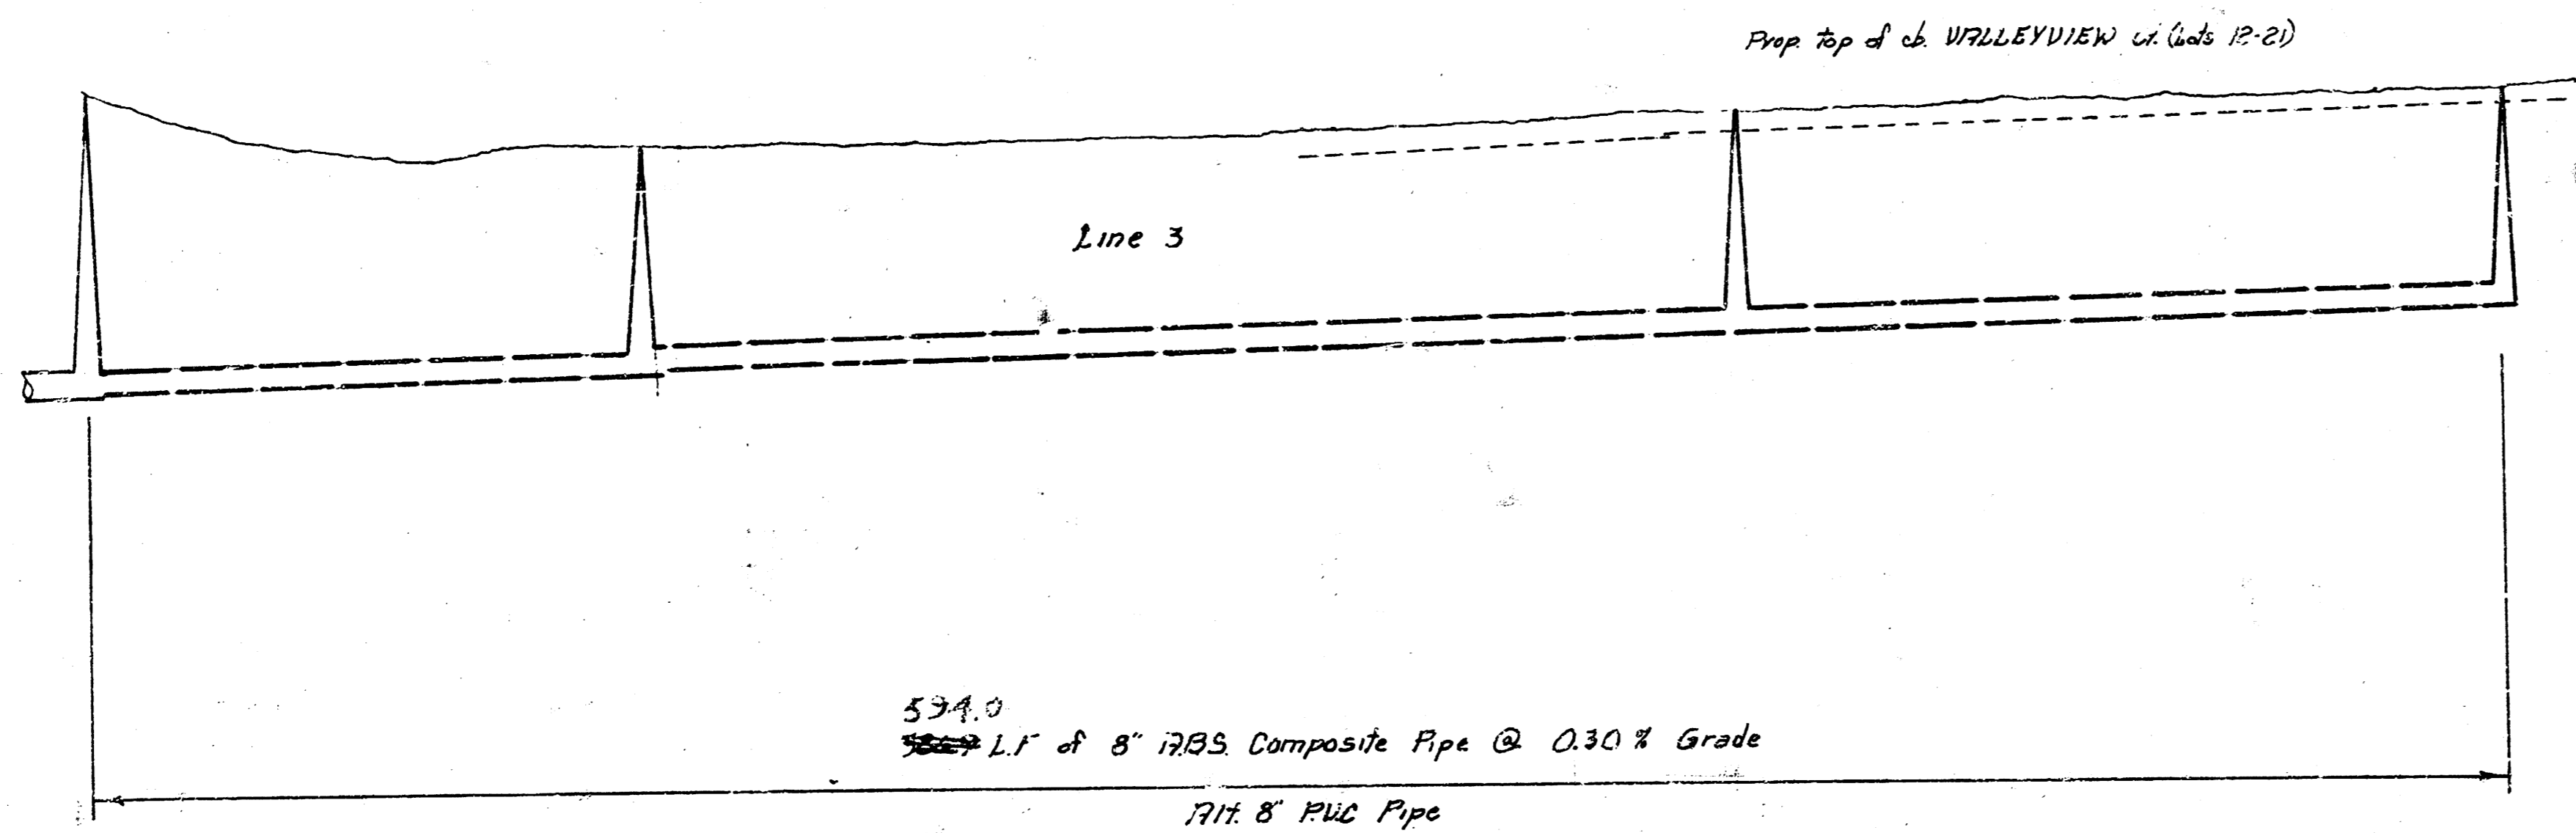 Prop. top of cb. VALLEYVIEW ct. (Lots 12-21)
Line 3
594.0
L.F of 8" A.B.S. Composite Pipe @ 0.30 % Grade
Alt. 8" P.V.C Pipe